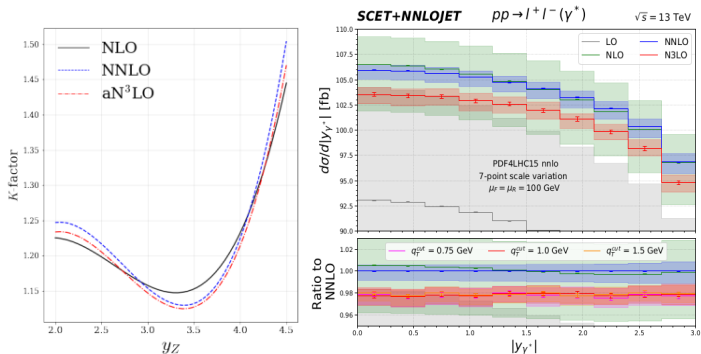 1.50
1.45
1.40
1.35
1.30
1.25
1.20
1.15
K factor
NLO
NNLO
aN³LO
2.0 2.5 3.0 3.5 4.0 4.5
y_Z
SCET+NNLOJET pp → l⁺l⁻(γ*) √s = 13 TeV
110.0
107.5
105.0
102.5
100.0
97.5
95.0
92.5
90.0
dσ/d|y_γ*| [fb]
LO NNLO
NLO N3LO
PDF4LHC15 nnlo
7-point scale variation
μ_F = μ_R = 100 GeV
q_T^cut = 0.75 GeV q_T^cut = 1.0 GeV q_T^cut = 1.5 GeV
1.02
1.00
0.98
0.96
Ratio to
NNLO
0.0 0.5 1.0 1.5 2.0 2.5 3.0
|y_γ*|